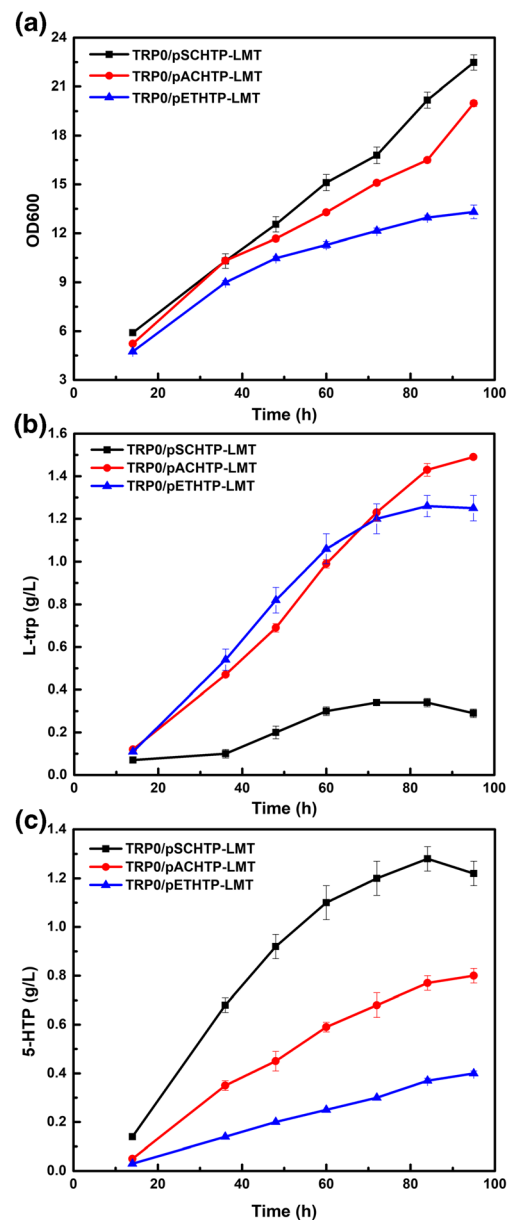 (a)
TRP0/pSCHTP-LMT
TRP0/pACHTP-LMT
TRP0/pETHTP-LMT
24
21
18
15
12
9
6
3
OD600
0 20 40 60 80 100
Time (h)
(b)
TRP0/pSCHTP-LMT
TRP0/pACHTP-LMT
TRP0/pETHTP-LMT
1.6
1.4
1.2
1.0
0.8
0.6
0.4
0.2
0.0
L-trp (g/L)
0 20 40 60 80 100
Time (h)
(c)
TRP0/pSCHTP-LMT
TRP0/pACHTP-LMT
TRP0/pETHTP-LMT
1.4
1.2
1.0
0.8
0.6
0.4
0.2
0.0
5-HTP (g/L)
0 20 40 60 80 100
Time (h)